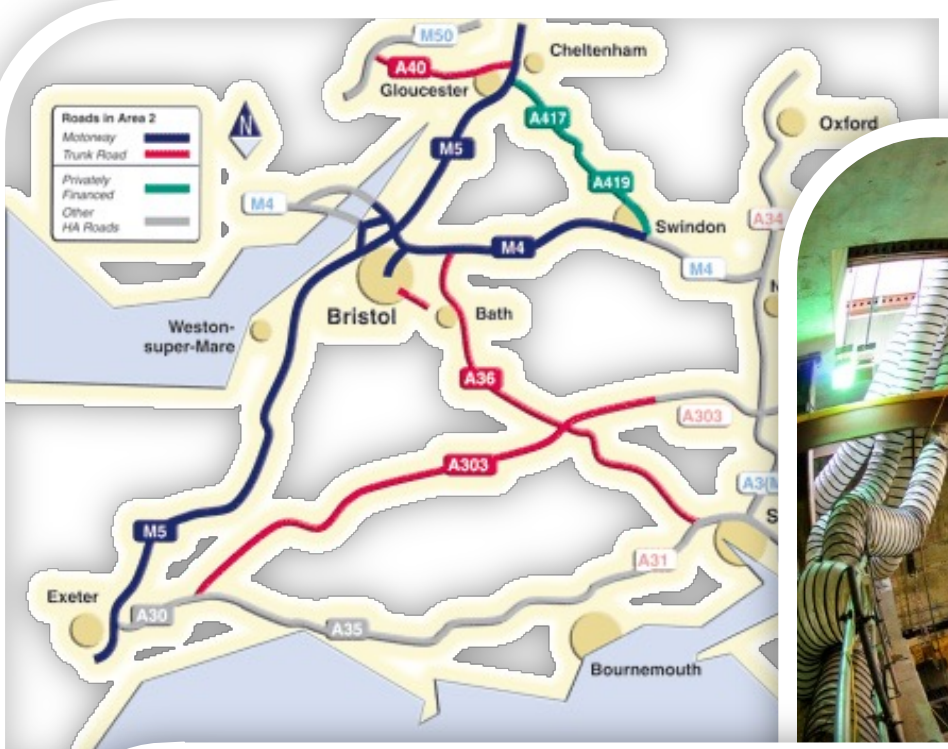 M50
Cheltenham
A40
Gloucester
Roads in Area 2
Motorway
Trunk Road
Privately
Financed
Other
HA Roads
N
A417
Oxford
M5
A419
M4
A34
Swindon
M4
M4
Bristol
Bath
Weston-
super-Mare
A36
A303
A303
M5
A31
Exeter
A30
A35
Bournemouth